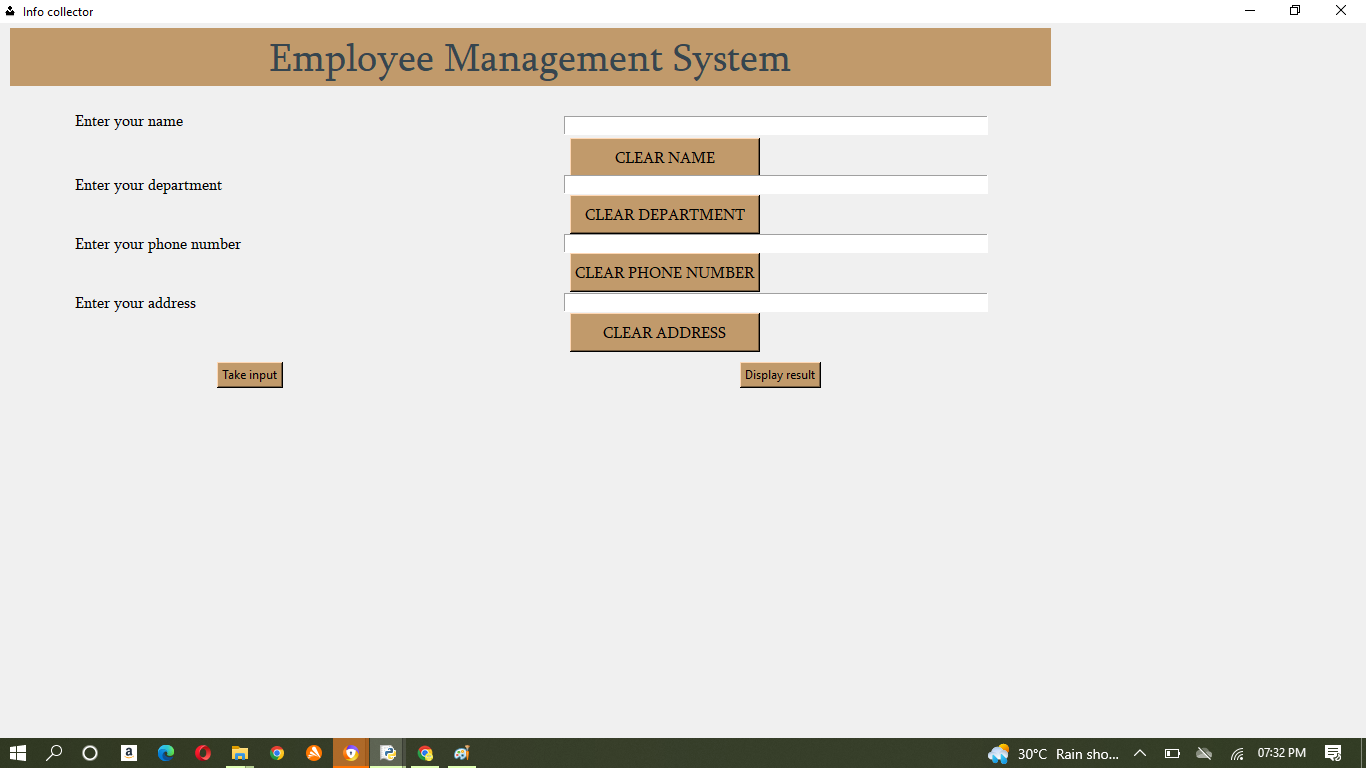 Info collector
Employee Management System
Enter your name
CLEAR NAME
Enter your department
CLEAR DEPARTMENT
Enter your phone number
CLEAR PHONE NUMBER
Enter your address
CLEAR ADDRESS
Take input
Display result
a
30°C Rain sho... 07:32 PM